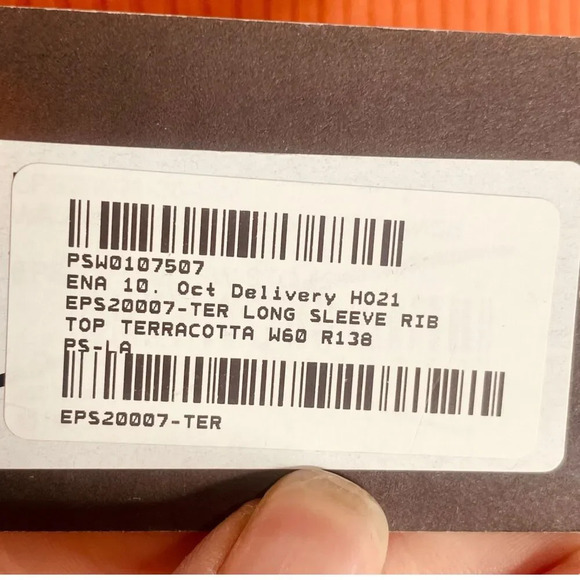 PSW0107507
ENA 10. Oct Delivery HO21
EPS20007-TER LONG SLEEVE RIB
TOP TERRACOTTA W60 R138
PS-LA
EPS20007-TER